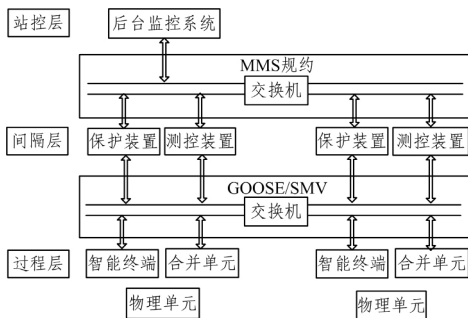 站控层 后台监控系统
MMS规约
交换机
间隔层 保护装置 测控装置 保护装置 测控装置
GOOSE/SMV
交换机
过程层 智能终端 合并单元 智能终端 合并单元
物理单元 物理单元